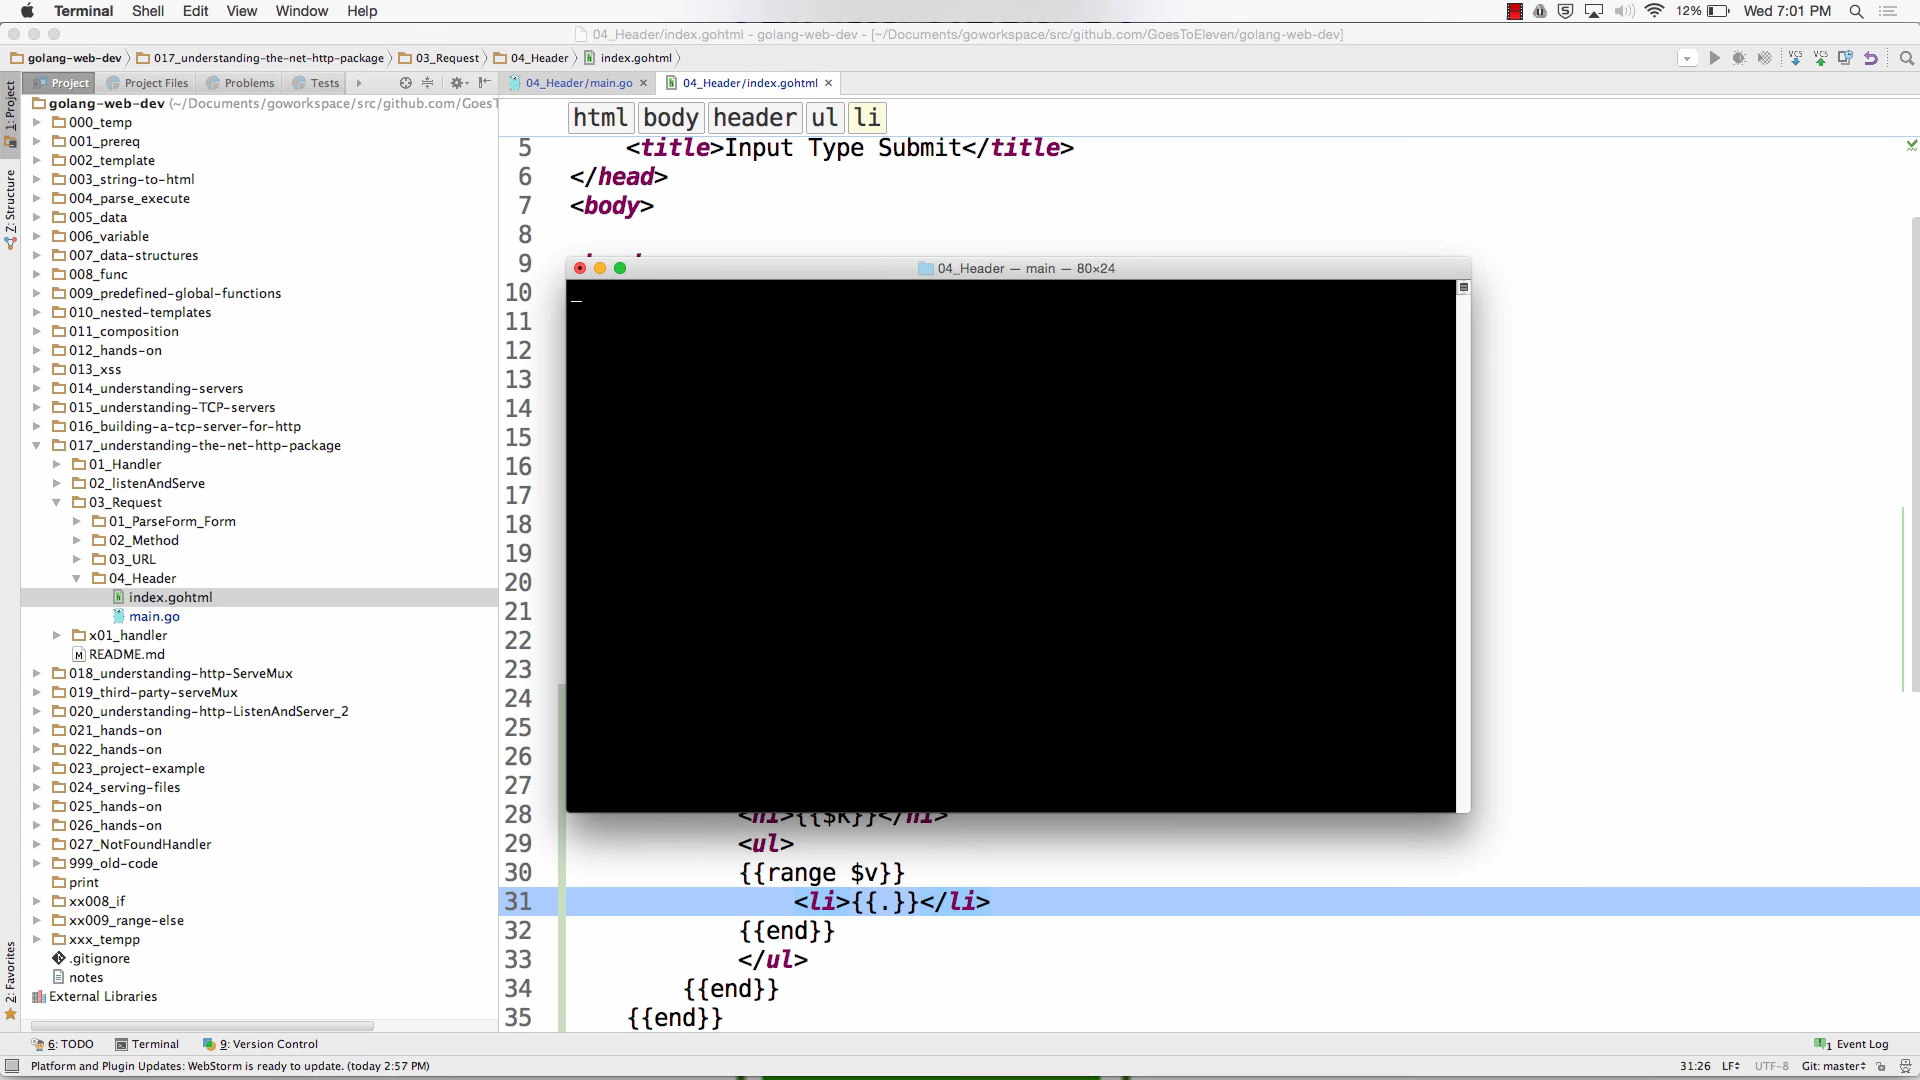 Terminal Shell Edit View Window Help 12% Wed 7:01 PM
04_Header/index.gohtml - golang-web-dev - [~/Documents/goworkspace/src/github.com/GoesToEleven/golang-web-dev]
golang-web-dev 017_understanding-the-net-http-package 03_Request 04_Header index.gohtml
Project Project Files Problems Tests 04_Header/main.go 04_Header/index.gohtml
1: Project
Z: Structure
2: Favorites
golang-web-dev (~/Documents/goworkspace/src/github.com/GoesT
000_temp
001_prereq
002_template
003_string-to-html
004_parse_execute
005_data
006_variable
007_data-structures
008_func
009_predefined-global-functions
010_nested-templates
011_composition
012_hands-on
013_xss
014_understanding-servers
015_understanding-TCP-servers
016_building-a-tcp-server-for-http
017_understanding-the-net-http-package
01_Handler
02_listenAndServe
03_Request
01_ParseForm_Form
02_Method
03_URL
04_Header
index.gohtml
main.go
x01_handler
README.md
018_understanding-http-ServeMux
019_third-party-serveMux
020_understanding-http-ListenAndServer_2
021_hands-on
022_hands-on
023_project-example
024_serving-files
025_hands-on
026_hands-on
027_NotFoundHandler
999_old-code
print
xx008_if
xx009_range-else
xxx_tempp
.gitignore
notes
External Libraries
html body header ul li
5 <title>Input Type Submit</title>
6 </head>
7 <body>
8
9
04_Header — main — 80×24
10
11
12
13
14
15
16
17
18
19
20
21
22
23
24
25
26
27
28 <h1>{{$k}}</h1>
29 <ul>
30 {{range $v}}
31 <li>{{.}}</li>
32 {{end}}
33 </ul>
34 {{end}}
35 {{end}}
6: TODO Terminal 9: Version Control 1 Event Log
Platform and Plugin Updates: WebStorm is ready to update. (today 2:57 PM) 31:26 LF UTF-8 Git: master